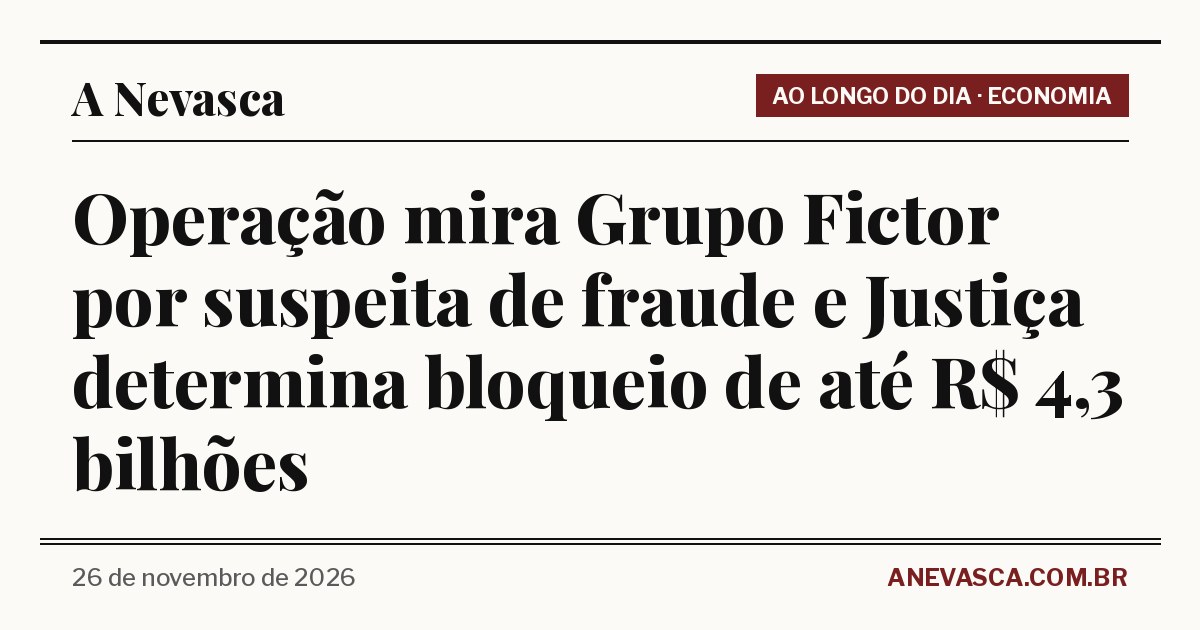 A Nevasca
AO LONGO DO DIA · ECONOMIA
Operação mira Grupo Fictor
por suspeita de fraude e Justiça
determina bloqueio de até R$ 4,3
bilhões
26 de novembro de 2026
ANEVASCA.COM.BR